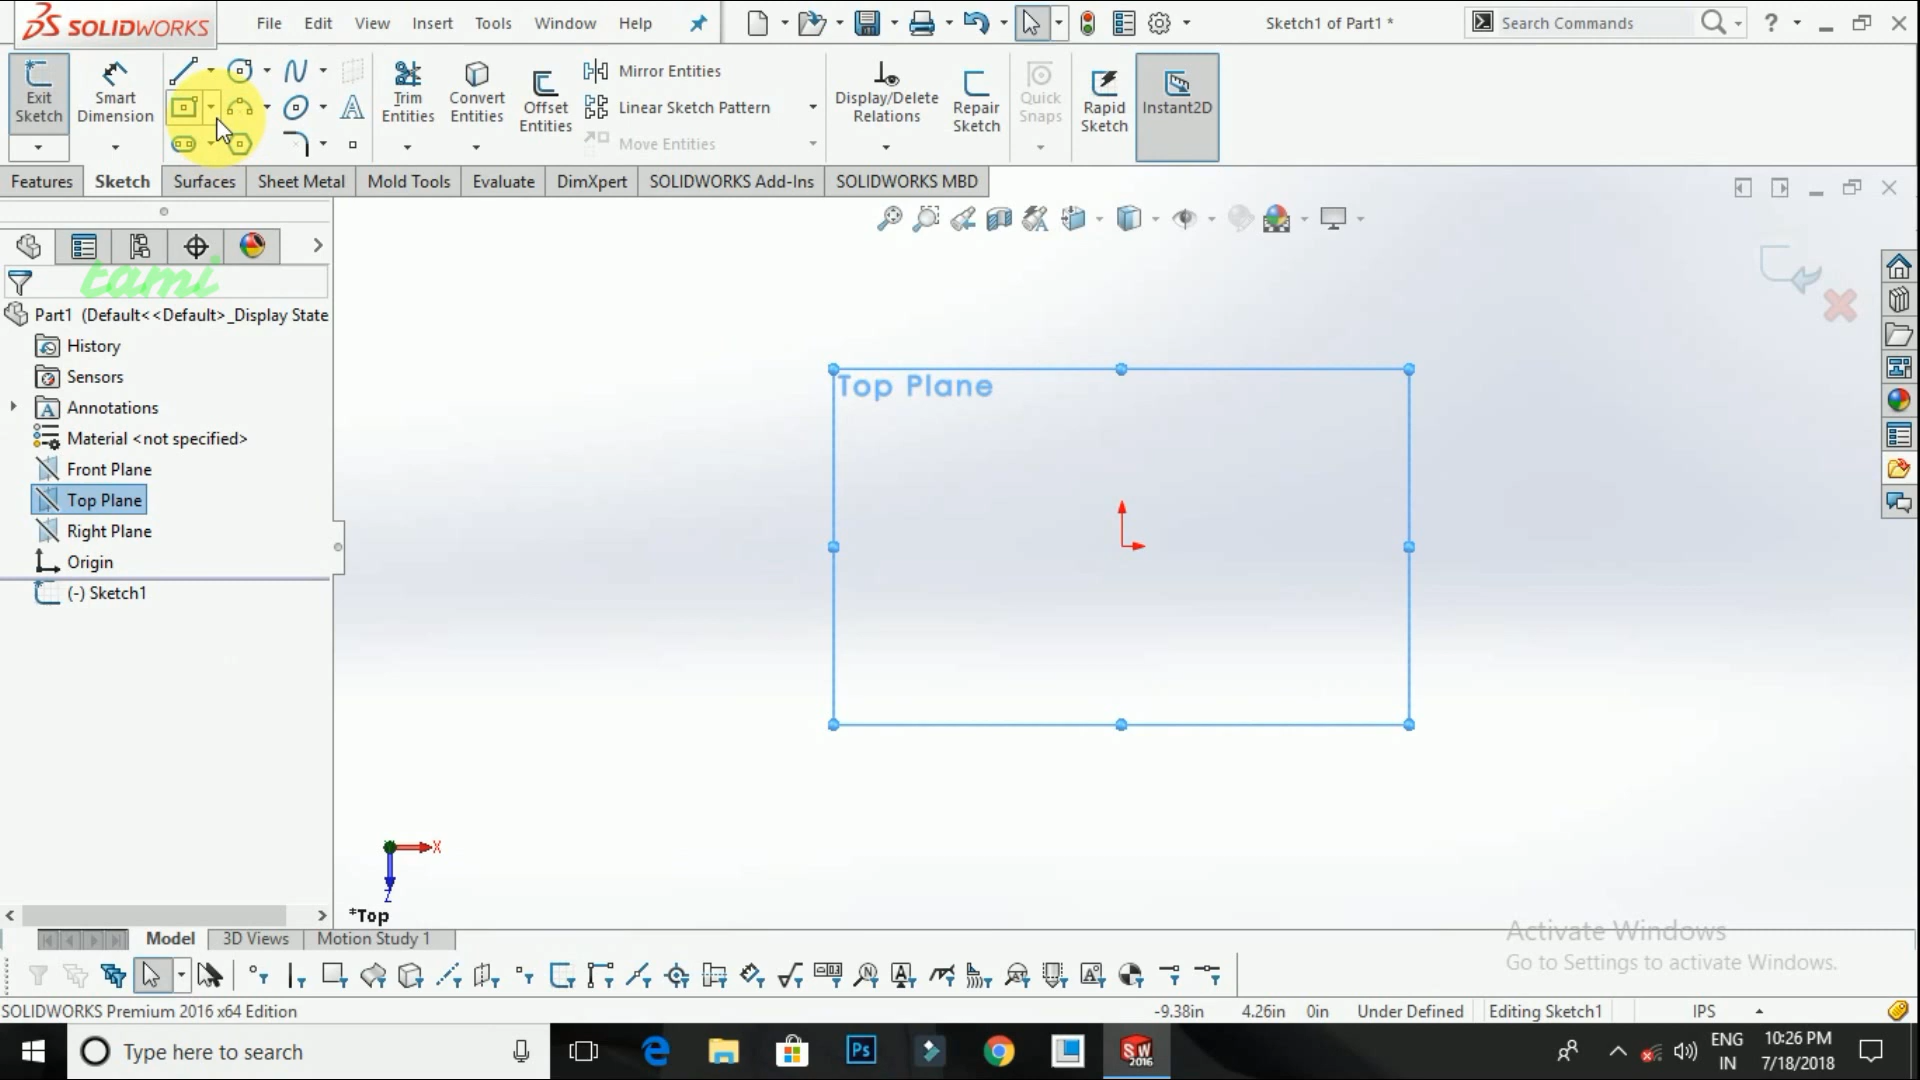 SOLIDWORKS File Edit View Insert Tools Window Help Sketch1 of Part1 * Search Commands ?
Exit Sketch
Smart Dimension
Trim Entities
Convert Entities
Offset Entities
Mirror Entities
Linear Sketch Pattern
Move Entities
Display/Delete Relations
Repair Sketch
Quick Snaps
Rapid Sketch
Instant2D
Features Sketch Surfaces Sheet Metal Mold Tools Evaluate DimXpert SOLIDWORKS Add-Ins SOLIDWORKS MBD
tami
Part1 (Default<<Default>_Display State
History
Sensors
Annotations
Material <not specified>
Front Plane
Top Plane
Right Plane
Origin
(-) Sketch1
Top Plane
X
Z
*Top
Activate Windows
Go to Settings to activate Windows.
Model 3D Views Motion Study 1
SOLIDWORKS Premium 2016 x64 Edition -9.38in 4.26in 0in Under Defined Editing Sketch1 IPS
Type here to search
Ps
SW 2016
ENG IN
10:26 PM
7/18/2018